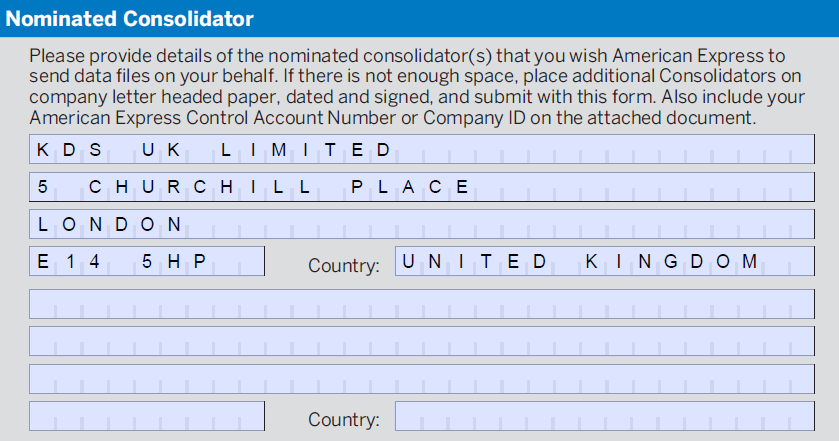 Nominated Consolidator
Please provide details of the nominated consolidator(s) that you wish American Express to
send data files on your behalf. If there is not enough space, place additional Consolidators on
company letter headed paper, dated and signed, and submit with this form. Also include your
American Express Control Account Number or Company ID on the attached document.
KDS UK LIMITED
5 CHURCHILL PLACE
LONDON
E14 5HP Country: UNITED KINGDOM
Country: